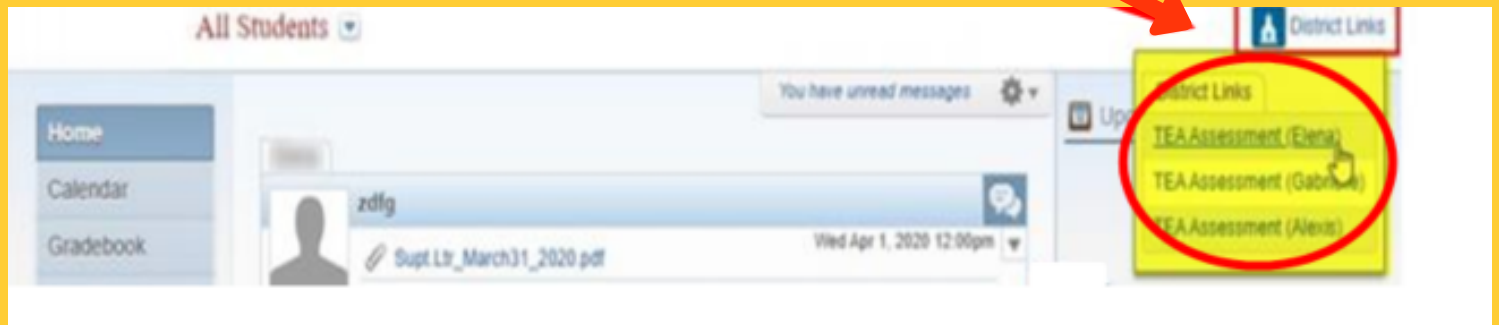 All Students
District Links
You have unread messages
District Links
Home
TEA Assessment (Elena)
Calendar
TEA Assessment
zdfg
Gradebook
Wed Apr 1, 2020 12:00pm
TEA Assessment (Alexis)
Supt.Ltr_March31_2020.pdf